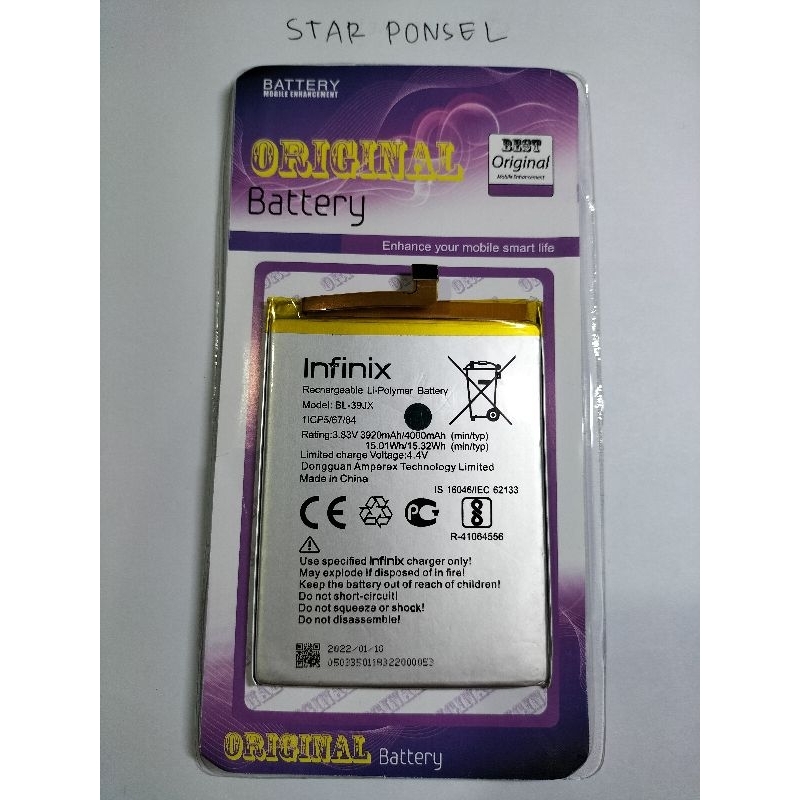 STAR PONSEL
BATTERY
MOBILE ENHANCEMENT
ORIGINAL
Battery
BEST
Original
Mobile Enhancement
Enhance your mobile smart life
Infinix
Rechargeable Li-Polymer Battery
Model: BL-39JX
1ICP5/67/84
Rating:3.83V 3920mAh/4000mAh (min/typ)
15.01Wh/15.32Wh (min/typ)
Limited charge Voltage:4.4V
Dongguan Amperex Technology Limited
Made in China
IS 16046/IEC 62133
R-41064556
Use specified Infinix charger only!
May explode if disposed of in fire!
Keep the battery out of reach of children!
Do not short-circuit!
Do not squeeze or shock!
Do not disassemble!
2022/01/10
0503350118322000053
ORIGINAL Battery